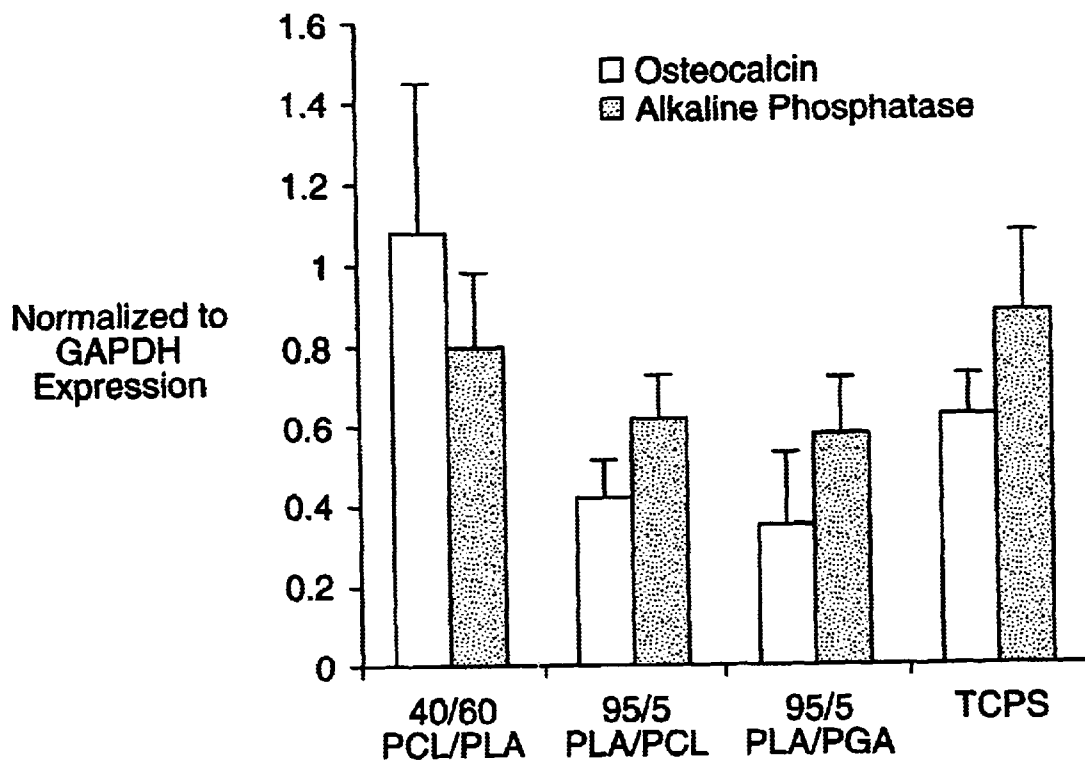 1.6
1.4
1.2
1
0.8
0.6
0.4
0.2
0
Normalized to
GAPDH
Expression
Osteocalcin
Alkaline Phosphatase
40/60
PCL/PLA
95/5
PLA/PCL
95/5
PLA/PGA
TCPS